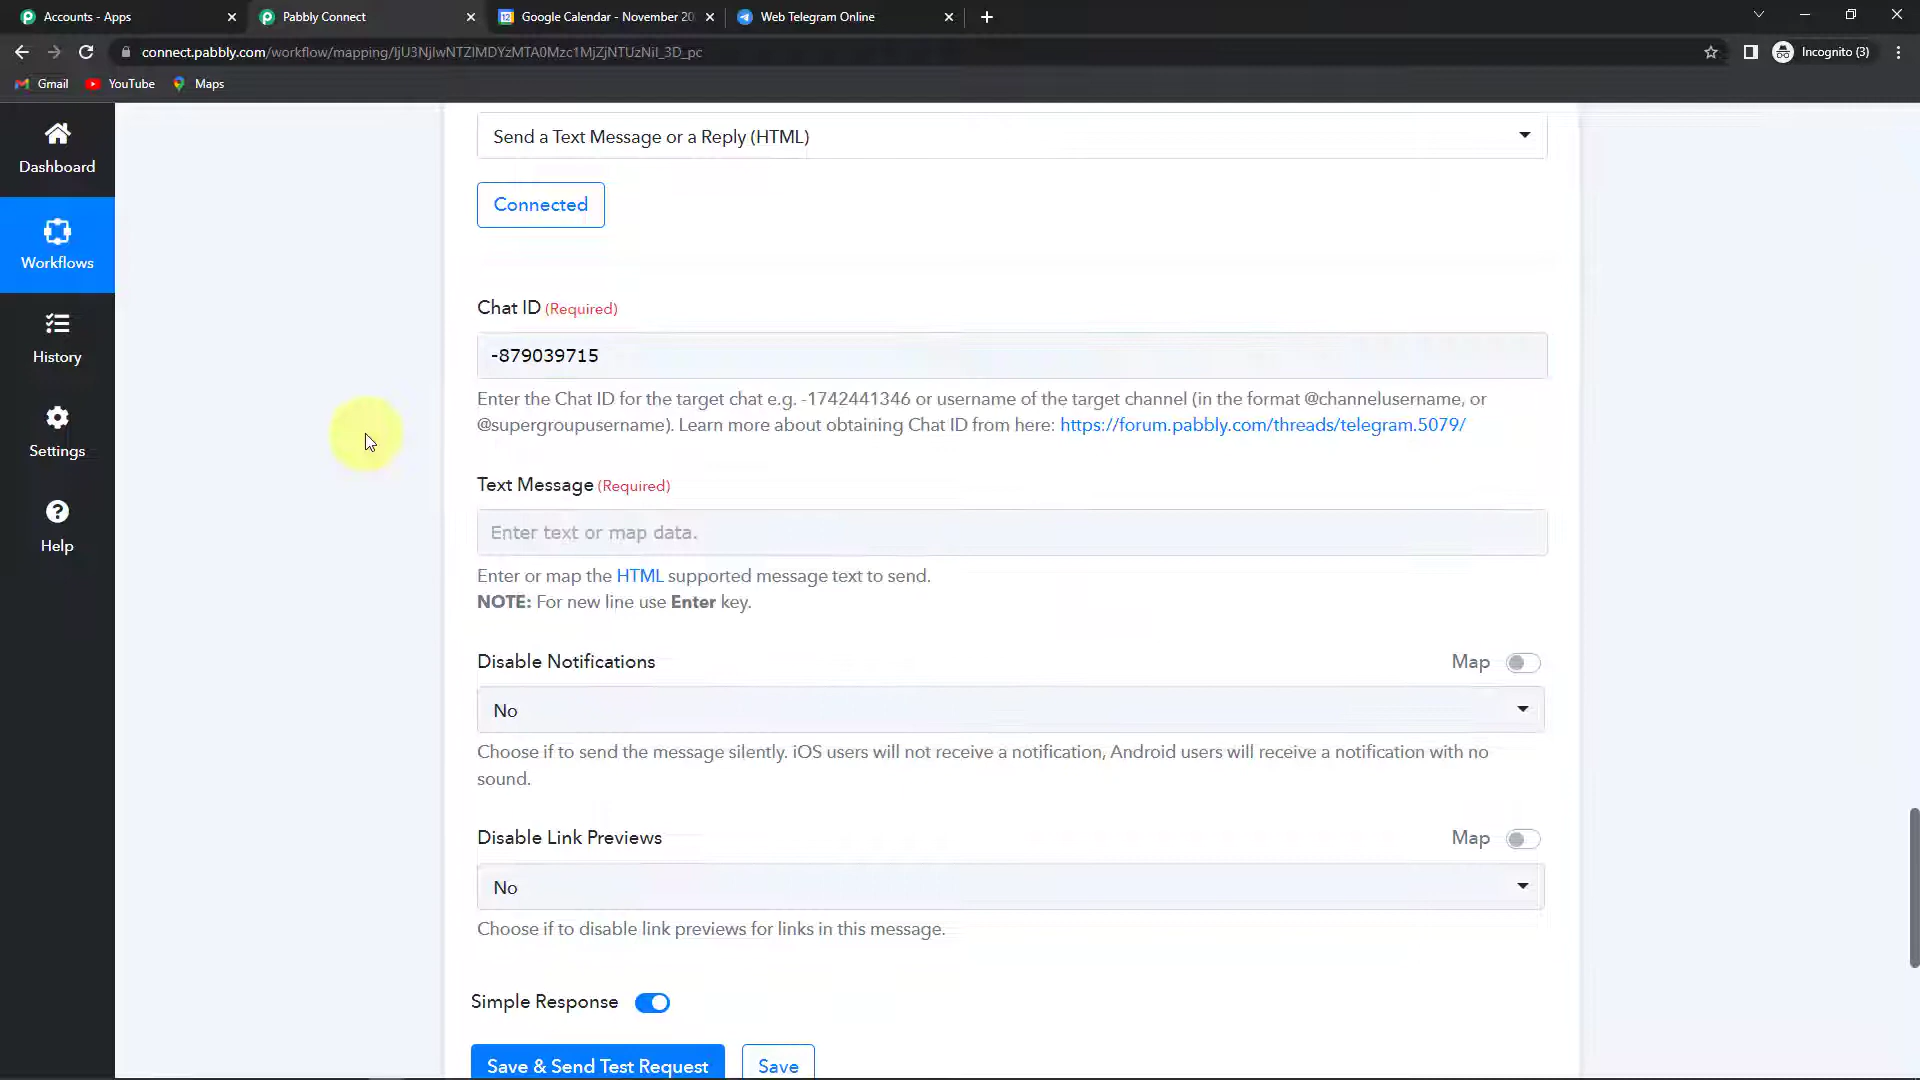 Accounts - Apps
Pabbly Connect
Google Calendar - November 20
Web Telegram Online
connect.pabbly.com/workflow/mapping/
Incognito (3)
Gmail
YouTube
Maps
Dashboard
Workflows
History
Settings
Help
Send a Text Message or a Reply (HTML)
Connected
Chat ID (Required)
-879039715
Enter the Chat ID for the target chat e.g. -1742441346 or username of the target channel (in the format @channelusername, or
@supergroupusername). Learn more about obtaining Chat ID from here: https://forum.pabbly.com/threads/telegram.5079/
Text Message (Required)
Enter text or map data.
Enter or map the HTML supported message text to send.
NOTE: For new line use Enter key.
Disable Notifications
Map
No
Choose if to send the message silently. iOS users will not receive a notification, Android users will receive a notification with no
sound.
Disable Link Previews
Map
No
Choose if to disable link previews for links in this message.
Simple Response
Save & Send Test Request
Save